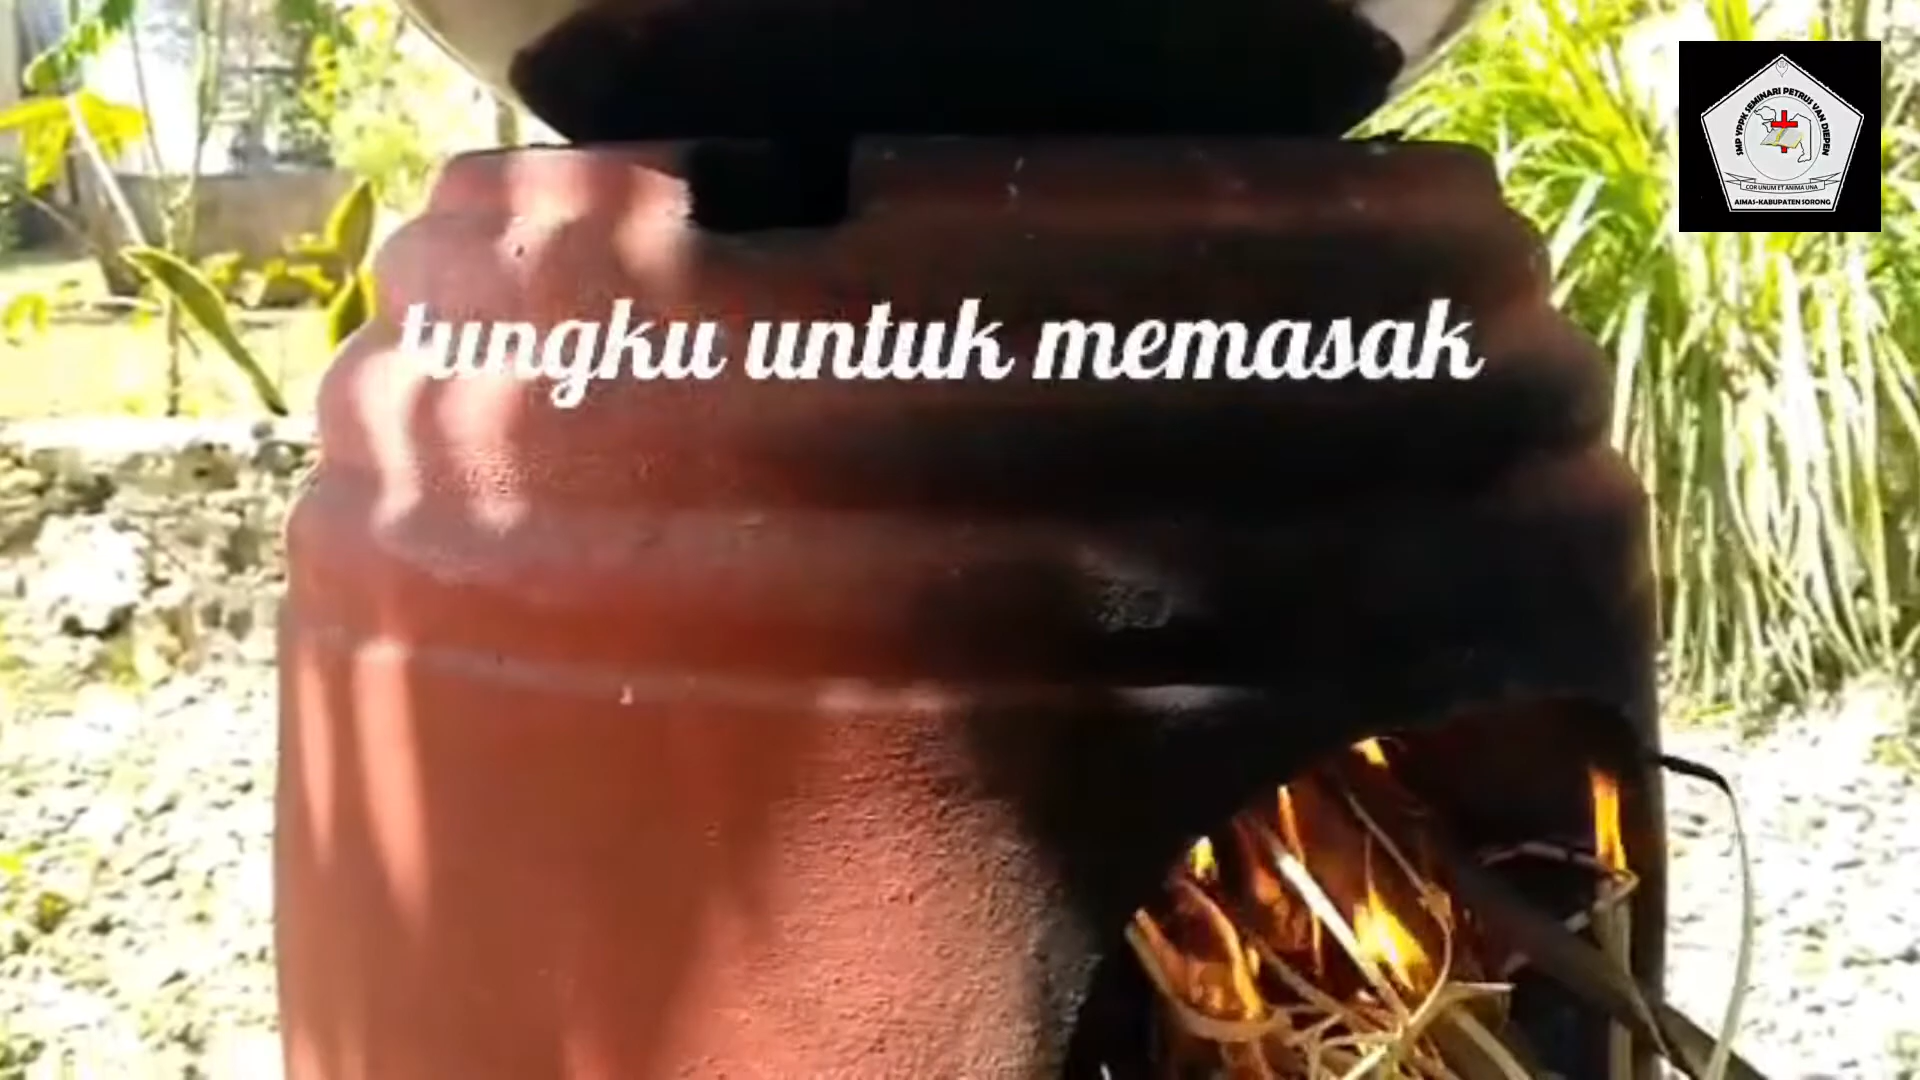 tungku untuk memasak
SMP YPPK SEMINARI PETRUS VAN DIEPEN
COR UNUM ET ANIMA UNA
AIMAS-KABUPATEN SORONG